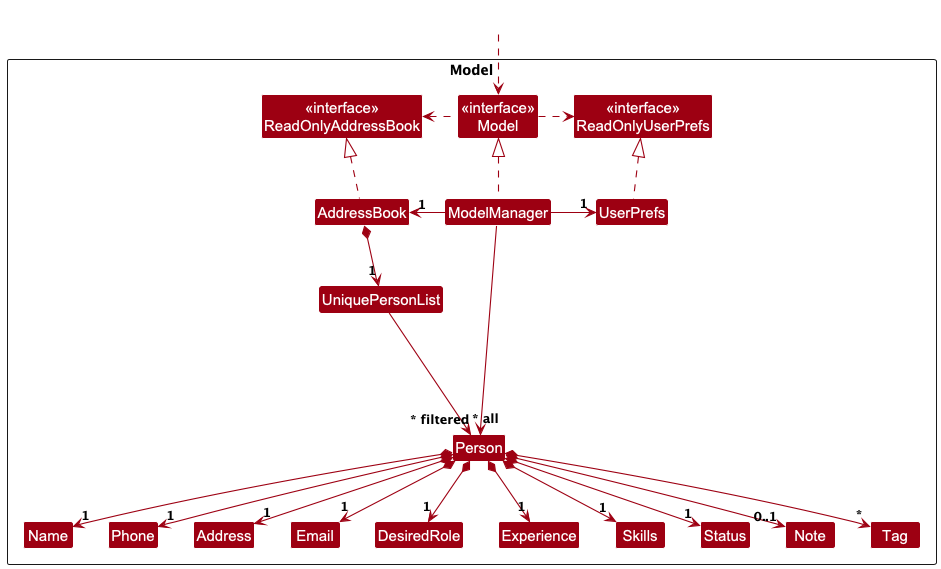 Model
«interface»
ReadOnlyAddressBook
«interface»
Model
«interface»
ReadOnlyUserPrefs
AddressBook
1
ModelManager
1
UserPrefs
1
UniquePersonList
* filtered
* all
Person
1
1
1
1
1
1
1
1
0..1
*
Name
Phone
Address
Email
DesiredRole
Experience
Skills
Status
Note
Tag